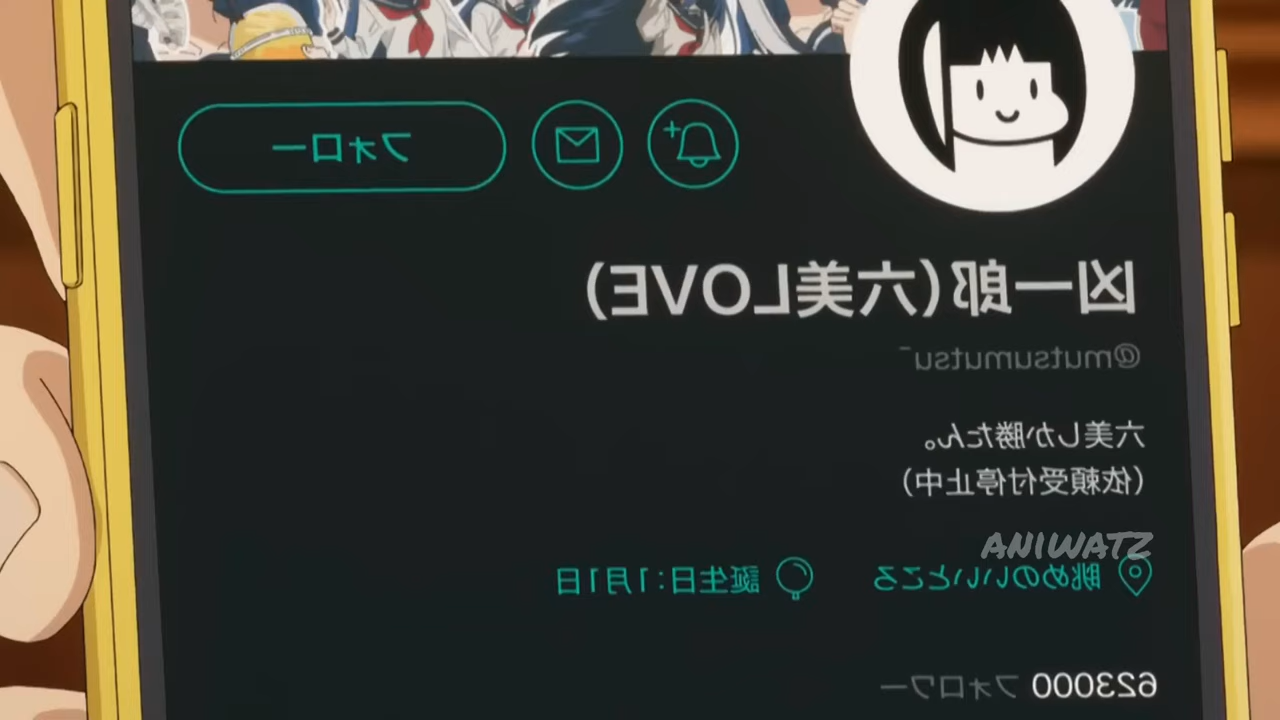 フォロー
凶一郎(六美LOVE)
@mutsumutsu¯
六美しか勝たん。
(依頼受付停止中)
ANIWATZ
眺めのいいところ 誕生日:1月1日
623000 フォロワー